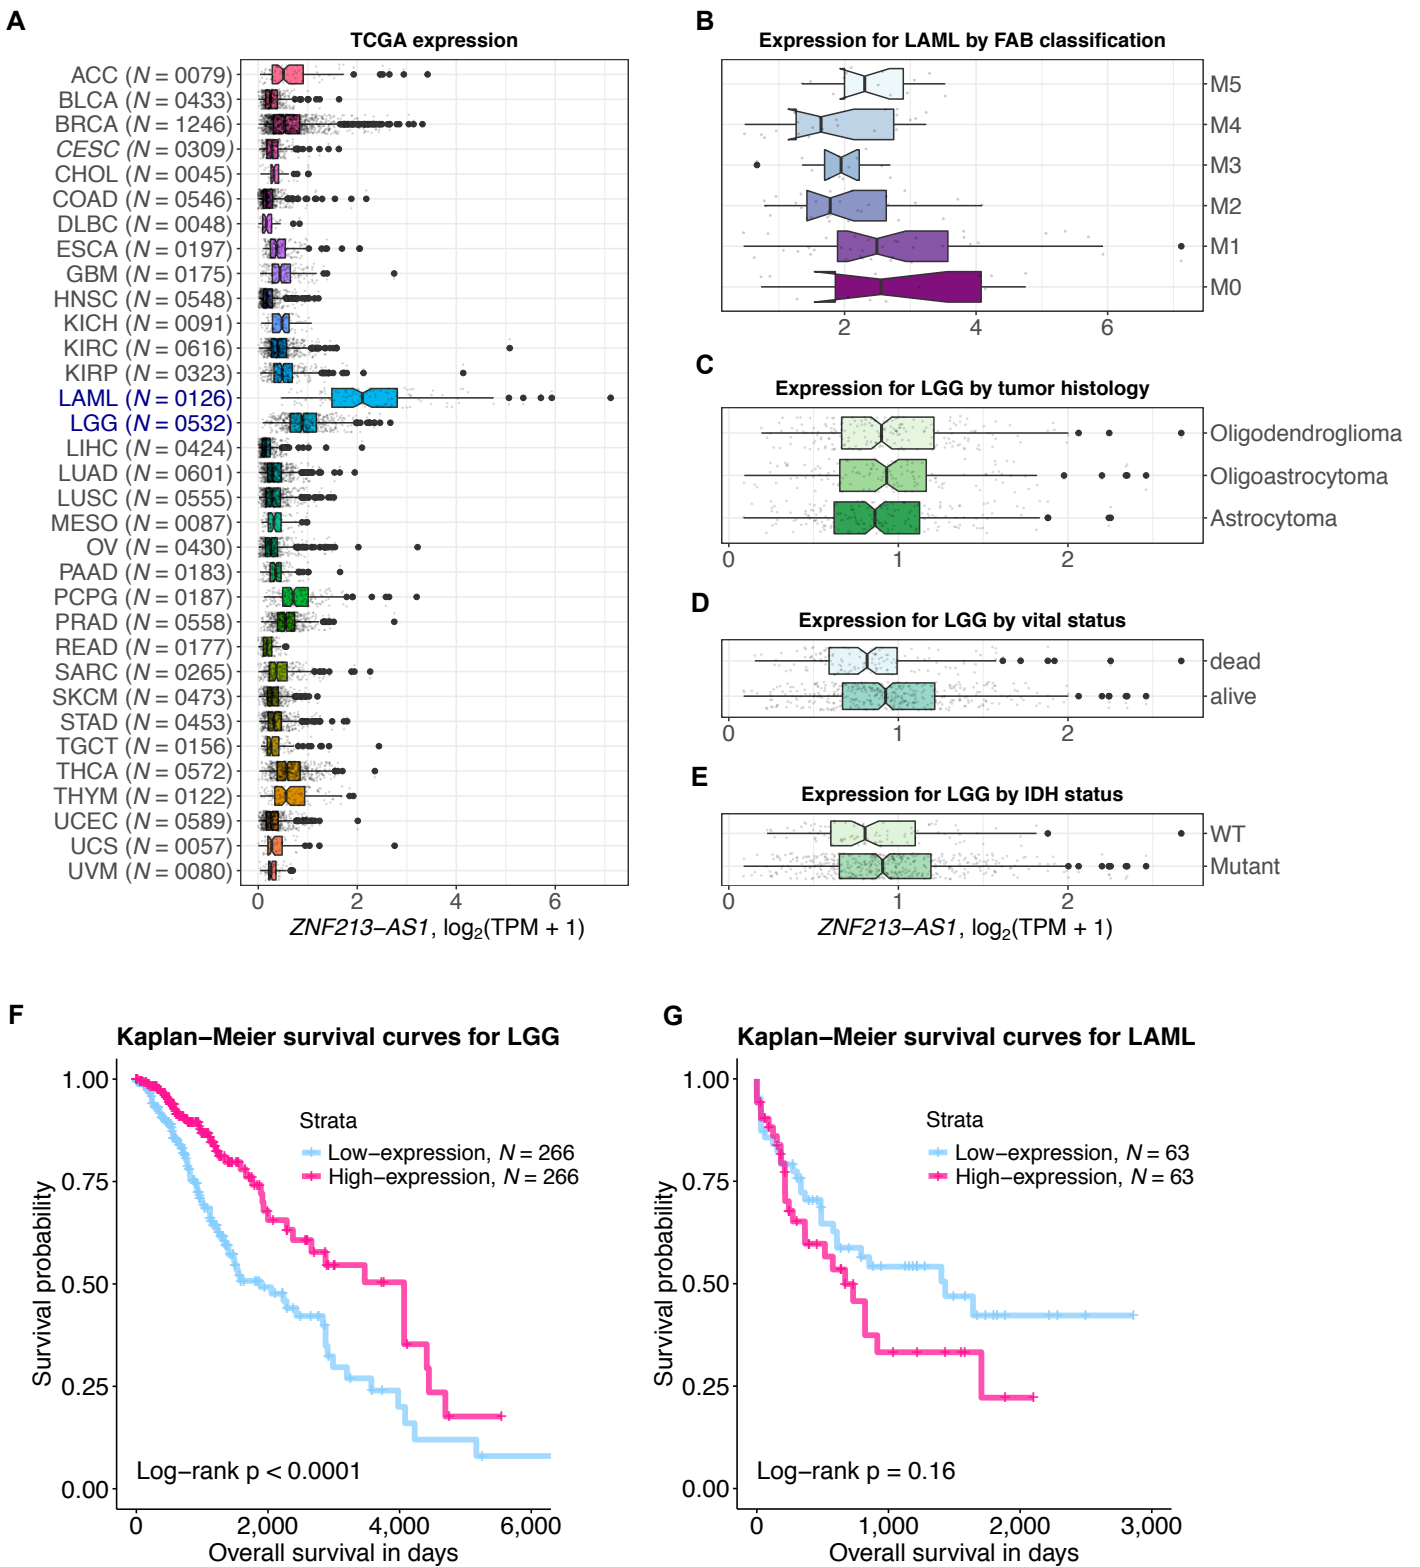 A
TCGA expression
ACC (N = 0079)
BLCA (N = 0433)
BRCA (N = 1246)
CESC (N = 0309)
CHOL (N = 0045)
COAD (N = 0546)
DLBC (N = 0048)
ESCA (N = 0197)
GBM (N = 0175)
HNSC (N = 0548)
KICH (N = 0091)
KIRC (N = 0616)
KIRP (N = 0323)
LAML (N = 0126)
LGG (N = 0532)
LIHC (N = 0424)
LUAD (N = 0601)
LUSC (N = 0555)
MESO (N = 0087)
OV (N = 0430)
PAAD (N = 0183)
PCPG (N = 0187)
PRAD (N = 0558)
READ (N = 0177)
SARC (N = 0265)
SKCM (N = 0473)
STAD (N = 0453)
TGCT (N = 0156)
THCA (N = 0572)
THYM (N = 0122)
UCEC (N = 0589)
UCS (N = 0057)
UVM (N = 0080)
0 2 4 6
ZNF213−AS1, log₂(TPM + 1)
B
Expression for LAML by FAB classification
M5
M4
M3
M2
M1
M0
2 4 6
C
Expression for LGG by tumor histology
Oligodendroglioma
Oligoastrocytoma
Astrocytoma
0 1 2
D
Expression for LGG by vital status
dead
alive
0 1 2
E
Expression for LGG by IDH status
WT
Mutant
0 1 2
ZNF213−AS1, log₂(TPM + 1)
F
Kaplan−Meier survival curves for LGG
Survival probability
1.00
0.75
0.50
0.25
0.00
Strata
Low−expression, N = 266
High−expression, N = 266
Log−rank p < 0.0001
0 2,000 4,000 6,000
Overall survival in days
G
Kaplan−Meier survival curves for LAML
Survival probability
1.00
0.75
0.50
0.25
0.00
Strata
Low−expression, N = 63
High−expression, N = 63
Log−rank p = 0.16
0 1,000 2,000 3,000
Overall survival in days